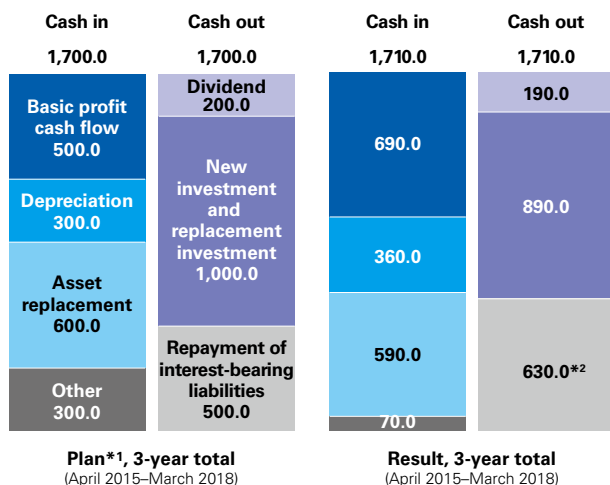 Cash in
1,700.0
Basic profit
cash flow
500.0
Depreciation
300.0
Asset
replacement
600.0
Other
300.0
Cash out
1,700.0
Dividend
200.0
New
investment
and
replacement
investment
1,000.0
Repayment of
interest-bearing
liabilities
500.0
Plan*1, 3-year total
(April 2015–March 2018)
Cash in
1,710.0
690.0
360.0
590.0
70.0
Cash out
1,710.0
190.0
890.0
630.0*2
Result, 3-year total
(April 2015–March 2018)